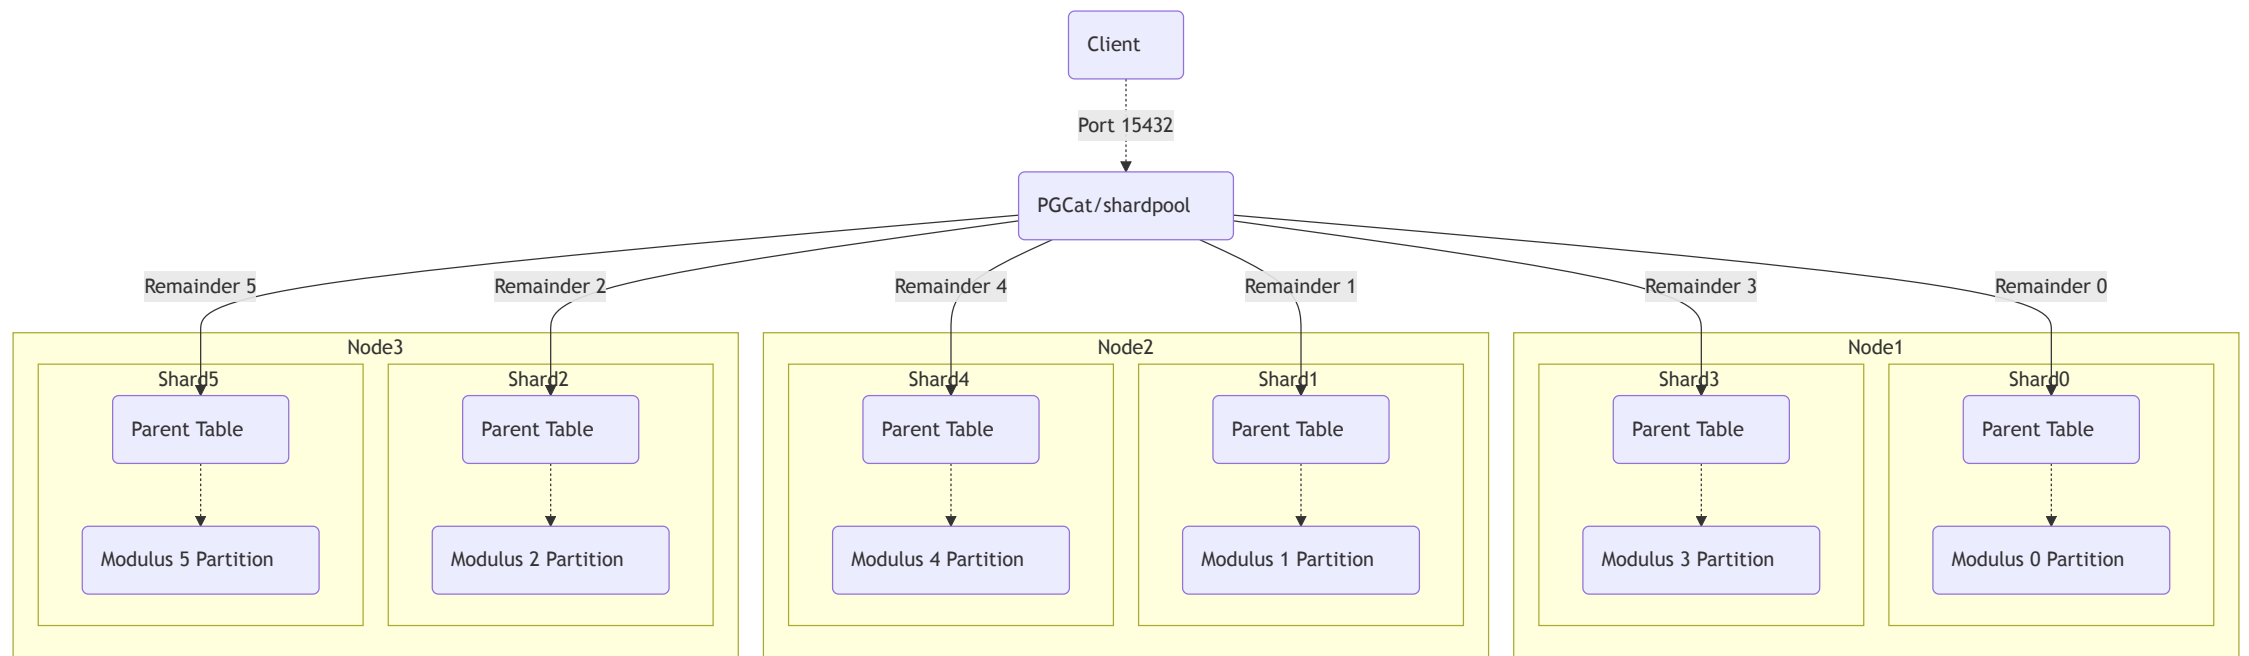 Client
Port 15432
PGCat/shardpool
Remainder 5
Remainder 2
Remainder 4
Remainder 1
Remainder 3
Remainder 0
Node3
Node2
Node1
Shard5
Shard2
Shard4
Shard1
Shard3
Shard0
Parent Table
Parent Table
Parent Table
Parent Table
Parent Table
Parent Table
Modulus 5 Partition
Modulus 2 Partition
Modulus 4 Partition
Modulus 1 Partition
Modulus 3 Partition
Modulus 0 Partition